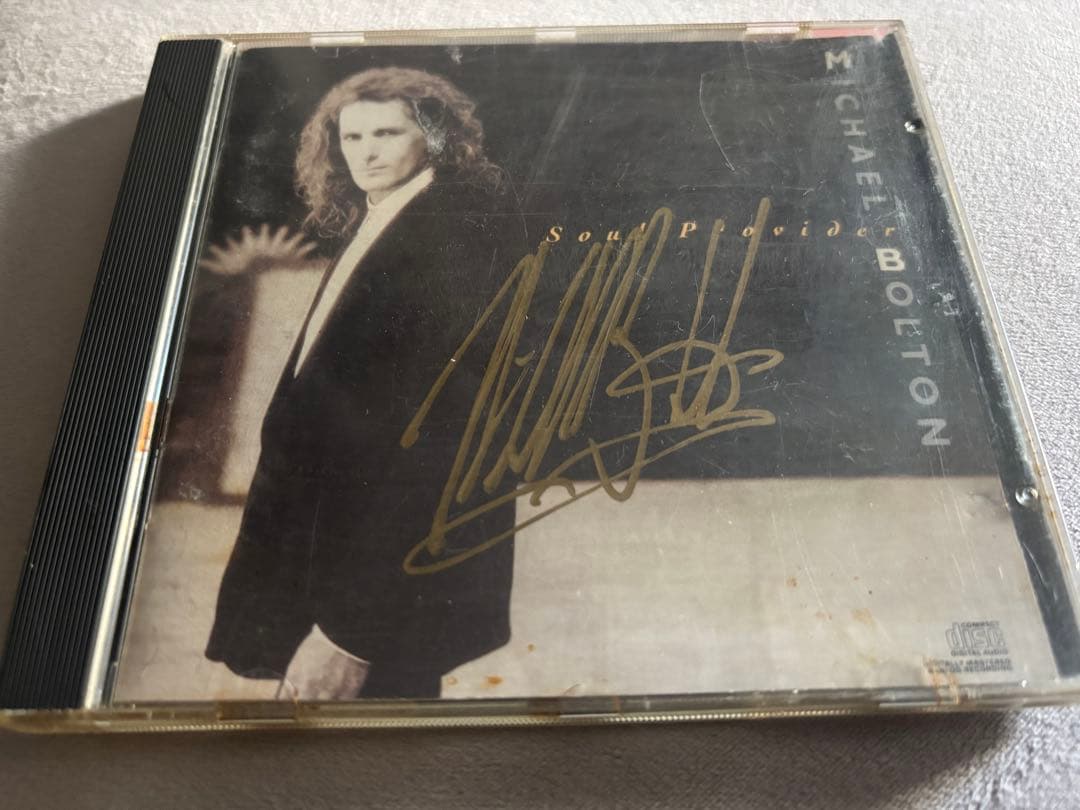 MICHAEL BOLTON
Soul Provider
COMPACT
disc
DIGITAL AUDIO